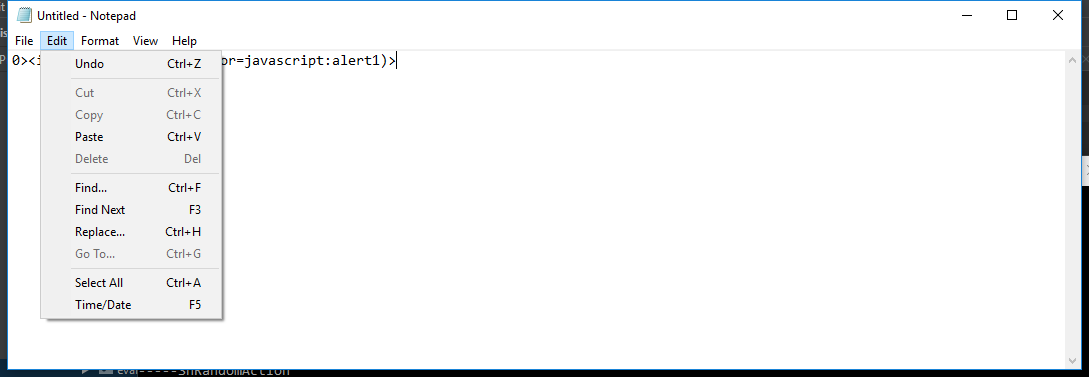 Untitled - Notepad
File Edit Format View Help
0>< or=javascript:alert1)>
Undo Ctrl+Z
Cut Ctrl+X
Copy Ctrl+C
Paste Ctrl+V
Delete Del
Find... Ctrl+F
Find Next F3
Replace... Ctrl+H
Go To... Ctrl+G
Select All Ctrl+A
Time/Date F5